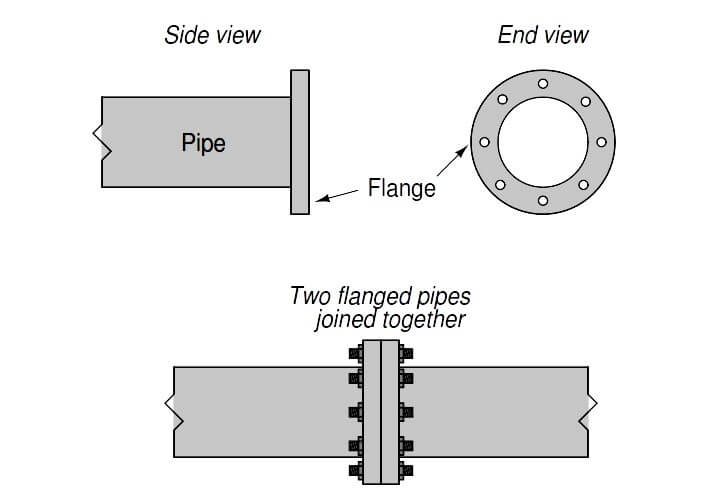 Side view
End view
Pipe
Flange
Two flanged pipes
joined together